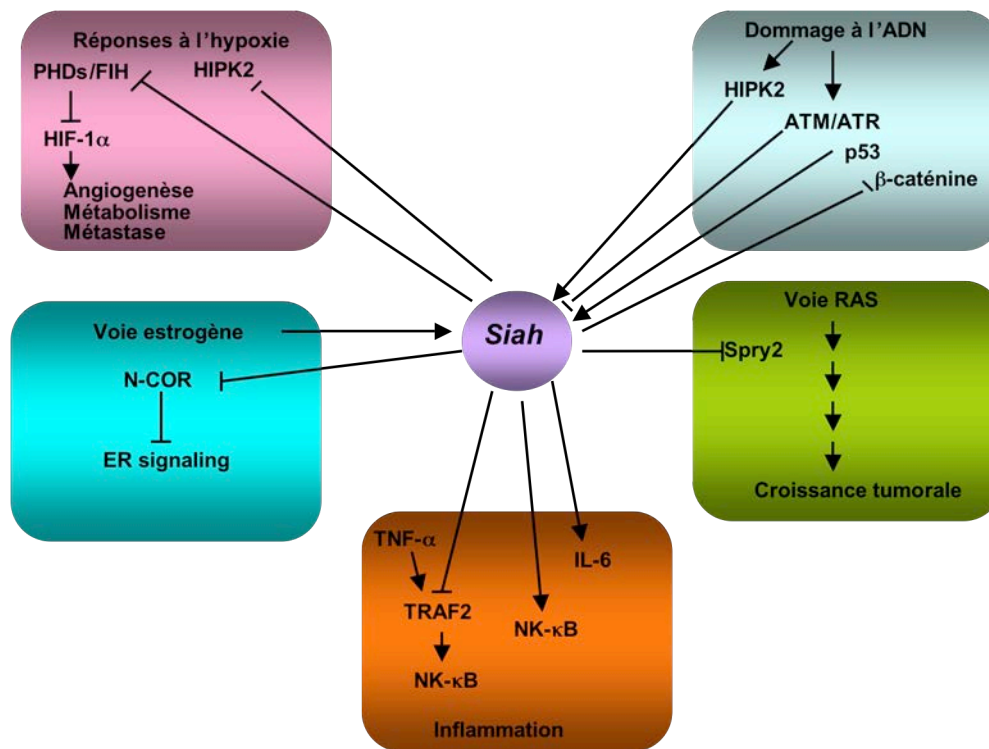 Réponses à l'hypoxie
PHDs/FIH
HIPK2
HIF-1α
Angiogenèse
Métabolisme
Métastase
Dommage à l'ADN
HIPK2
ATM/ATR
p53
β-caténine
Siah
Voie estrogène
N-COR
ER signaling
Voie RAS
Spry2
Croissance tumorale
TNF-α
IL-6
TRAF2
NK-κB
NK-κB
Inflammation